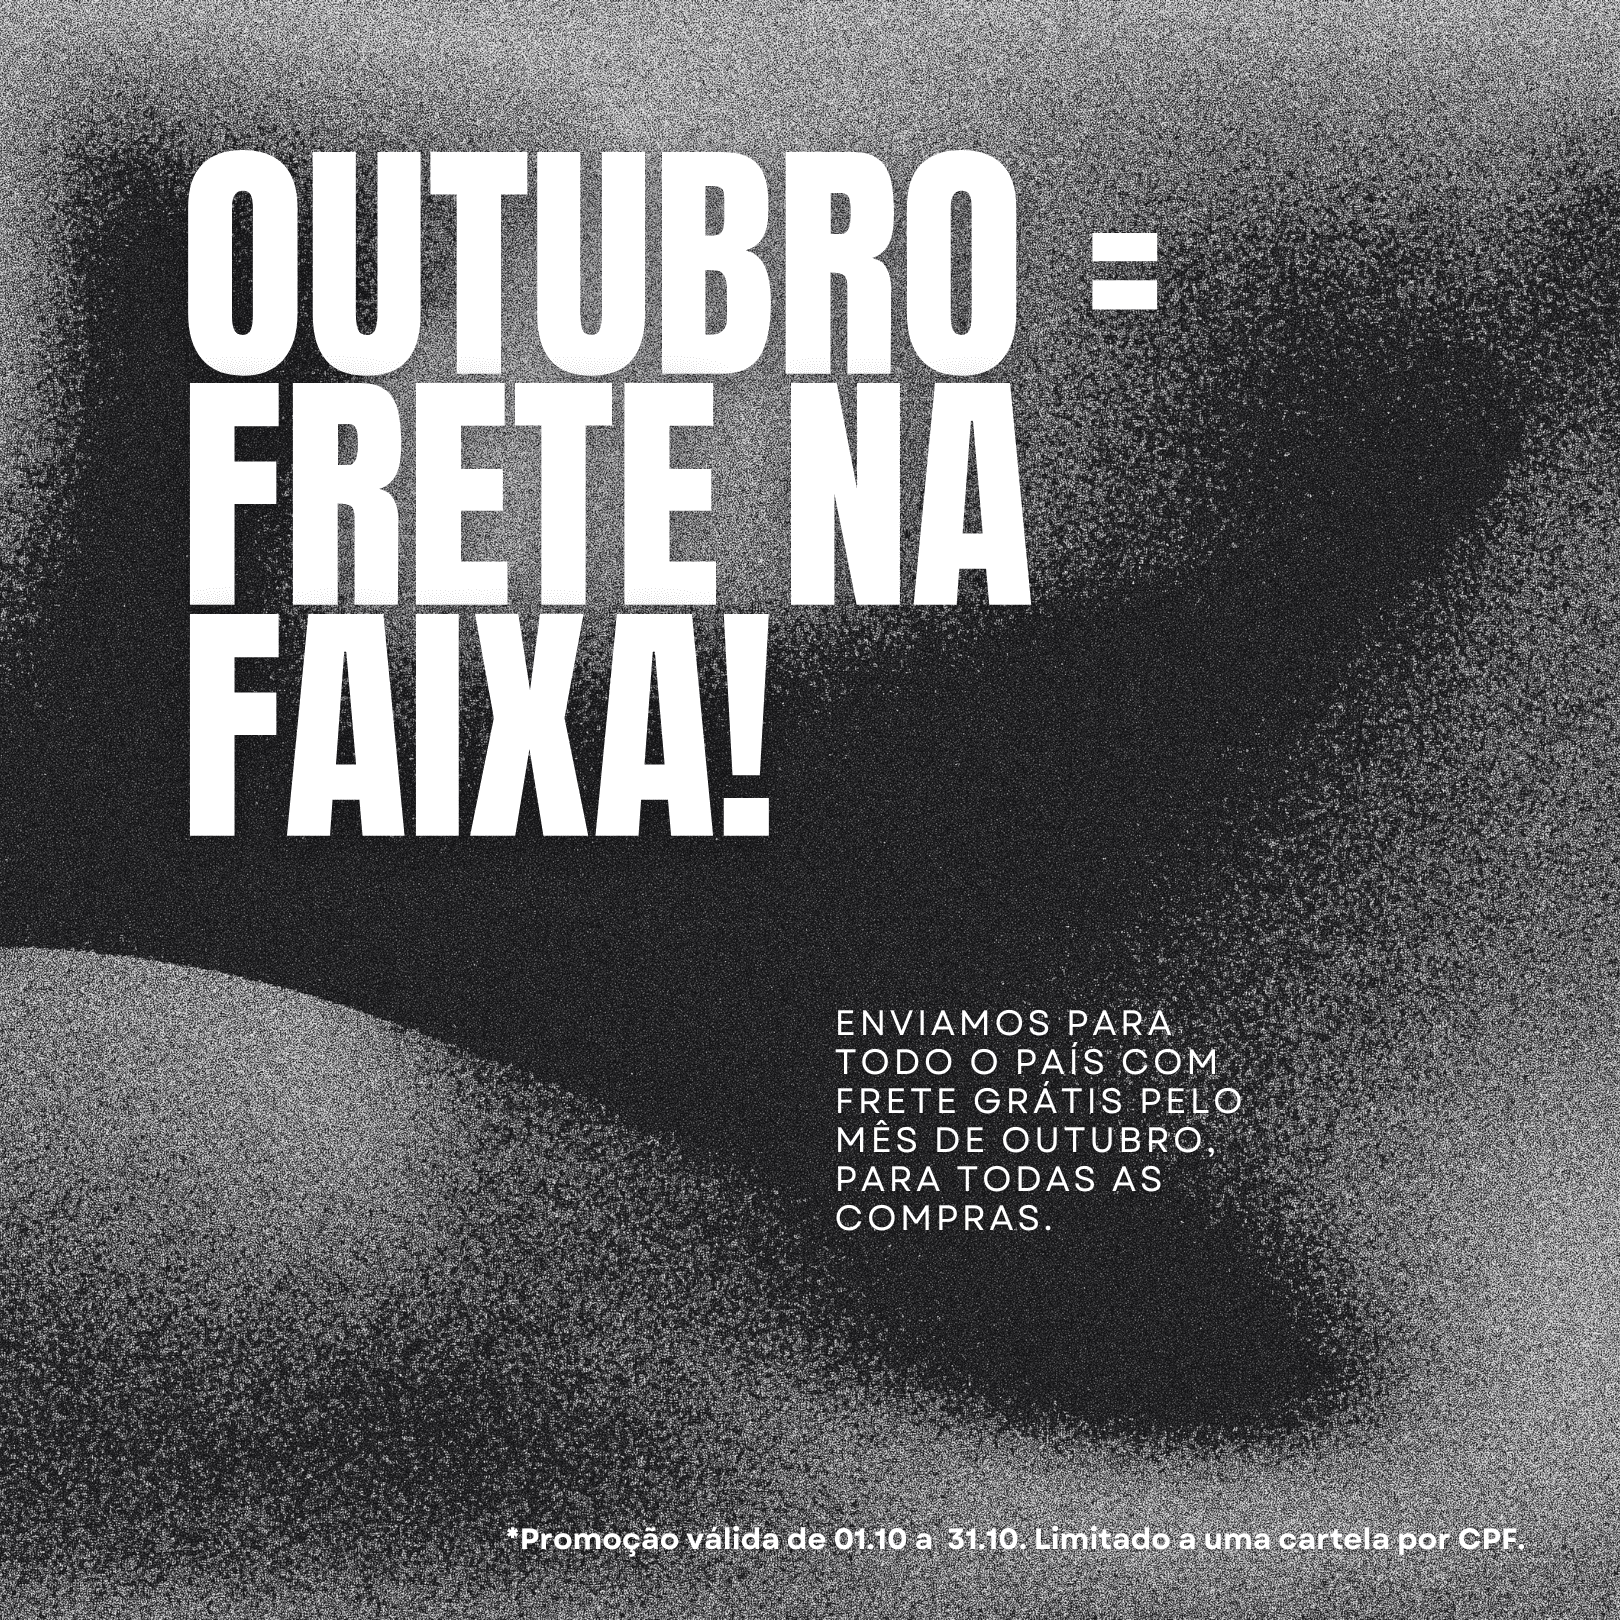 OUTUBRO =
FRETE NA
FAIXA!
ENVIAMOS PARA
TODO O PAÍS COM
FRETE GRÁTIS PELO
MÊS DE OUTUBRO,
PARA TODAS AS
COMPRAS.
*Promoção válida de 01.10 a 31.10. Limitado a uma cartela por CPF.